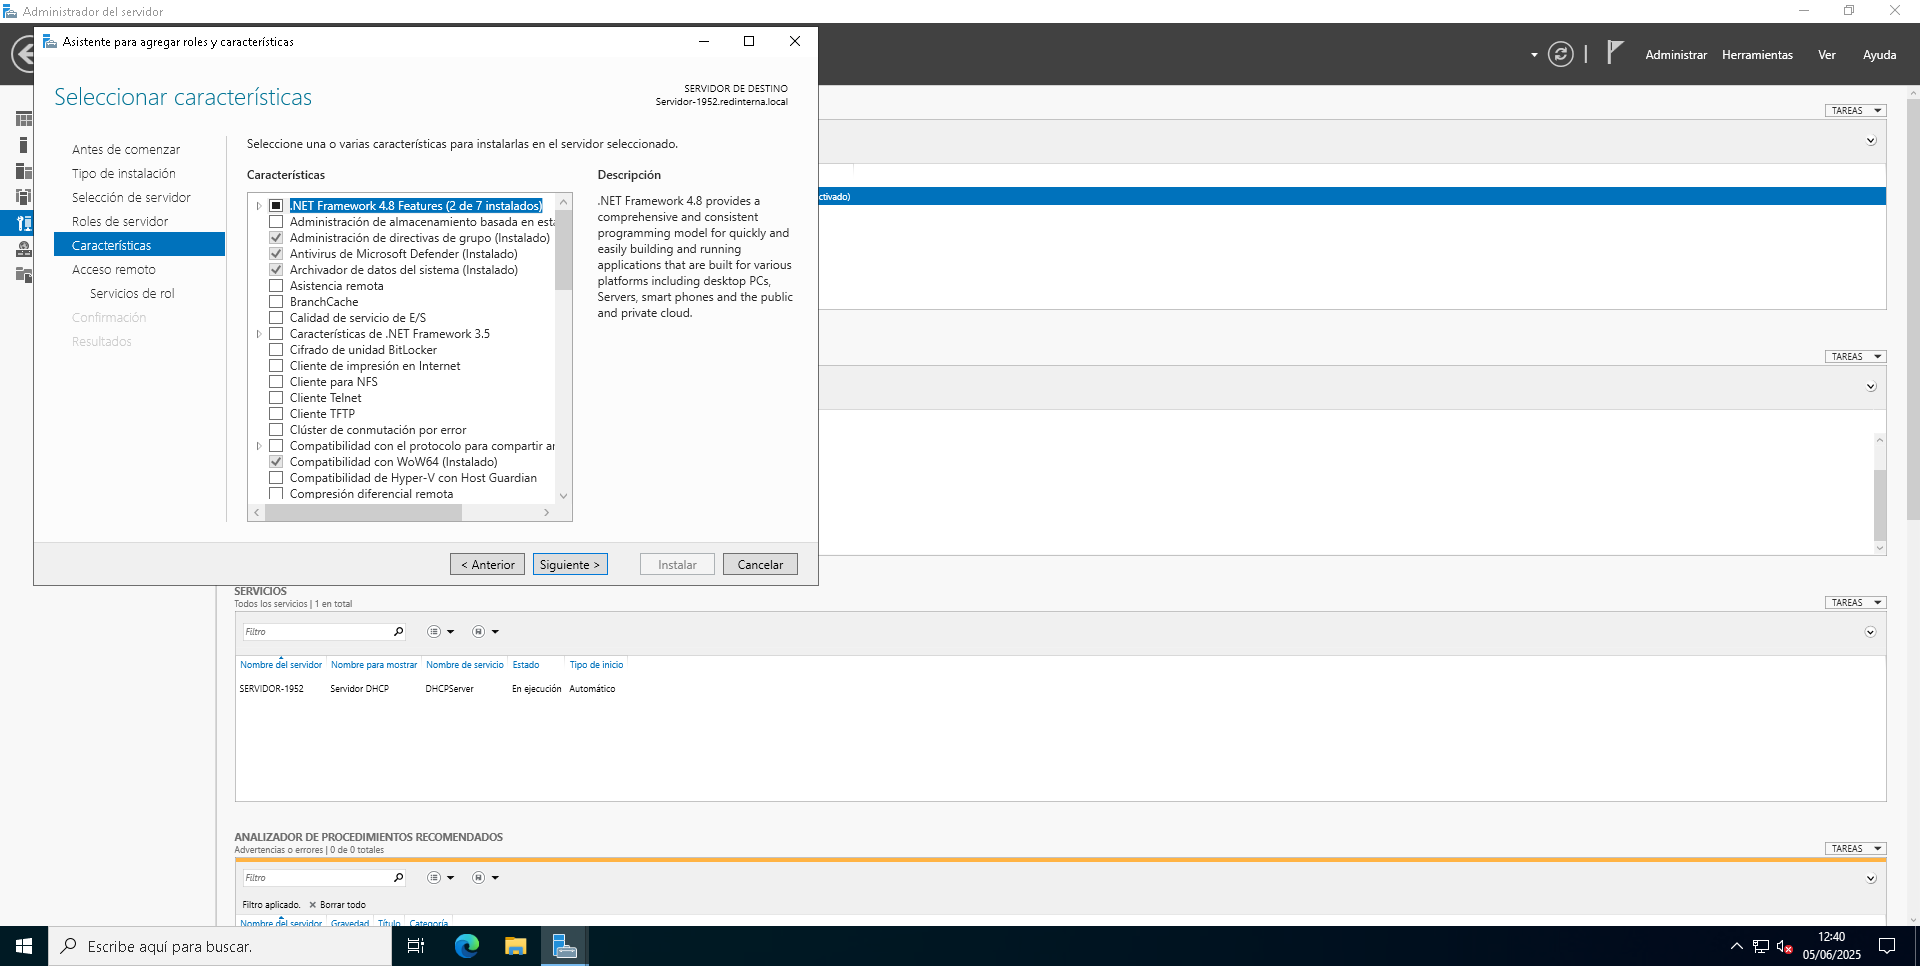 Administrador del servidor
Asistente para agregar roles y características
Administrar Herramientas Ver Ayuda
Seleccionar características
SERVIDOR DE DESTINO
Servidor-1952.redinterna.local
Antes de comenzar
Tipo de instalación
Selección de servidor
Roles de servidor
Características
Acceso remoto
Servicios de rol
Confirmación
Resultados
Seleccione una o varias características para instalarlas en el servidor seleccionado.
Características
.NET Framework 4.8 Features (2 de 7 instalados)
Administración de almacenamiento basada en está
Administración de directivas de grupo (Instalado)
Antivirus de Microsoft Defender (Instalado)
Archivador de datos del sistema (Instalado)
Asistencia remota
BranchCache
Calidad de servicio de E/S
Características de .NET Framework 3.5
Cifrado de unidad BitLocker
Cliente de impresión en Internet
Cliente para NFS
Cliente Telnet
Cliente TFTP
Clúster de conmutación por error
Compatibilidad con el protocolo para compartir ar
Compatibilidad con WoW64 (Instalado)
Compatibilidad de Hyper-V con Host Guardian
Compresión diferencial remota
Descripción
.NET Framework 4.8 provides a
comprehensive and consistent
programming model for quickly and
easily building and running
applications that are built for various
platforms including desktop PCs,
Servers, smart phones and the public
and private cloud.
< Anterior Siguiente > Instalar Cancelar
TAREAS
ctivado)
TAREAS
SERVICIOS
Todos los servicios | 1 en total
TAREAS
Filtro
Nombre del servidor Nombre para mostrar Nombre de servicio Estado Tipo de inicio
SERVIDOR-1952 Servidor DHCP DHCPServer En ejecución Automático
ANALIZADOR DE PROCEDIMIENTOS RECOMENDADOS
Advertencias o errores | 0 de 0 totales
TAREAS
Filtro
Filtro aplicado. Borrar todo
Nombre del servidor Gravedad Título Categoría
Escribe aquí para buscar.
12:40
05/06/2025